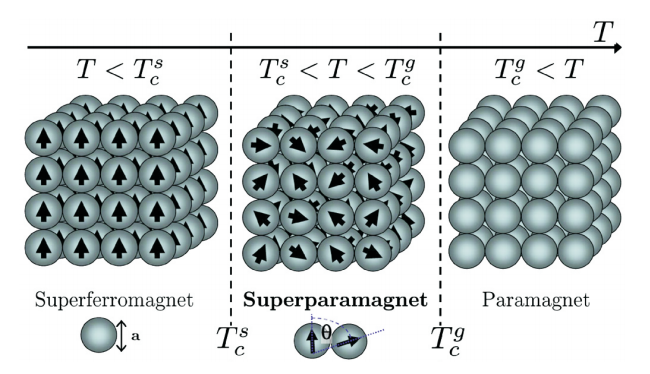 T
T < T_c^s
T_c^s < T < T_c^g
T_c^g < T
Superferromagnet
Superparamagnet
Paramagnet
a
T_c^s
θ
T_c^g